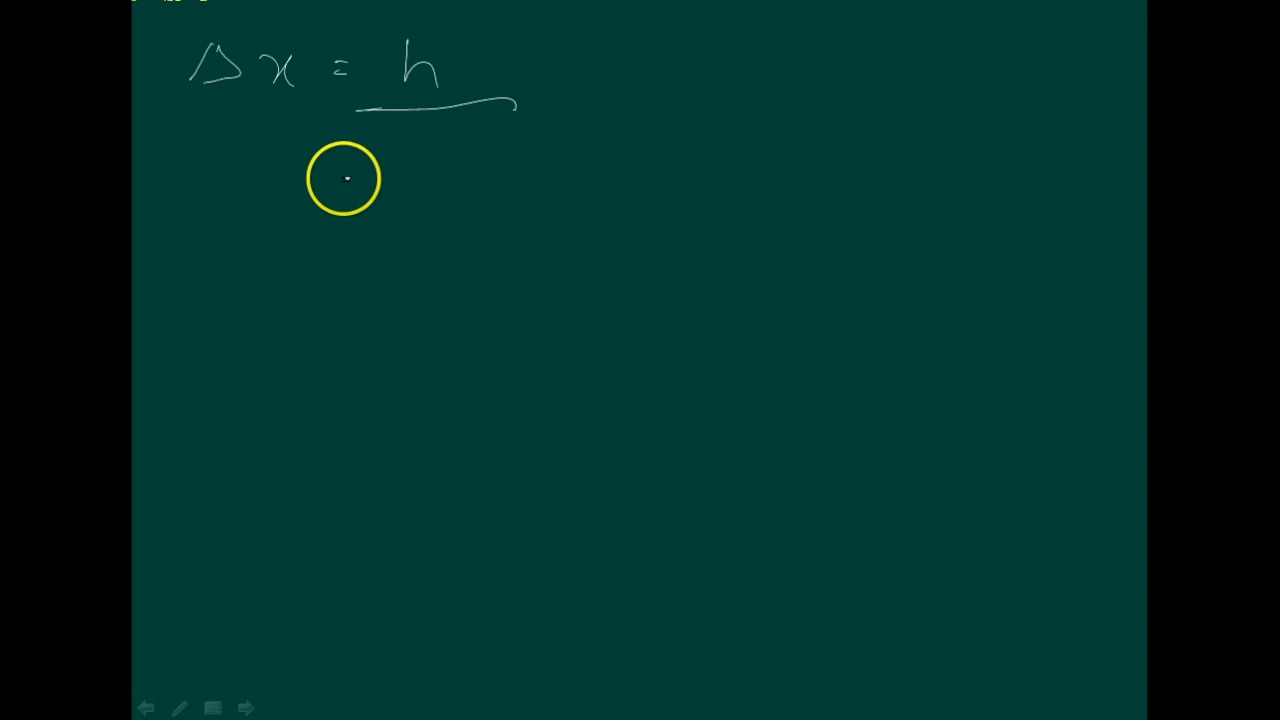 Δx = h